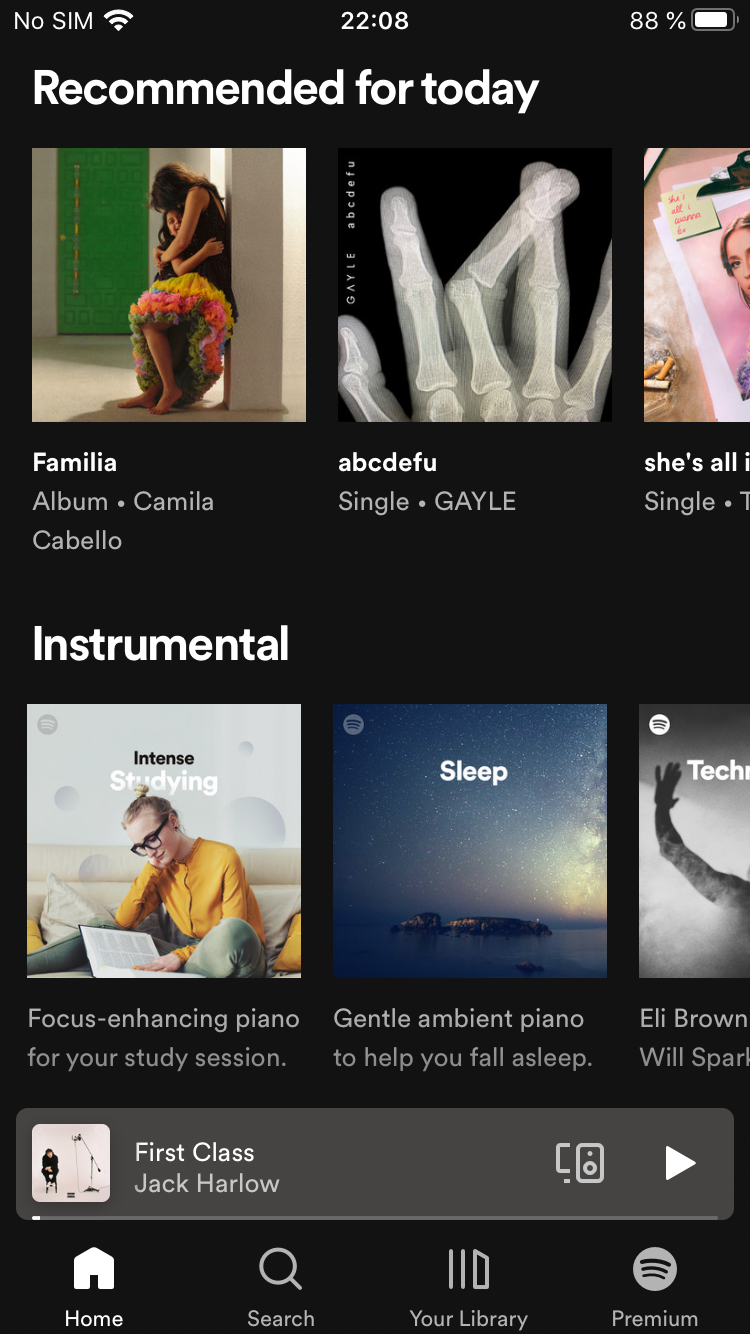 No SIM 22:08 88 %
Recommended for today
GAYLE abcdefu
she's
all i
wanna
be
Familia
Album • Camila
Cabello
abcdefu
Single • GAYLE
she's all i
Single • T
Instrumental
Intense
Studying
Sleep
Techn
Focus-enhancing piano
for your study session.
Gentle ambient piano
to help you fall asleep.
Eli Brown
Will Spark
First Class
Jack Harlow
Home
Search
Your Library
Premium